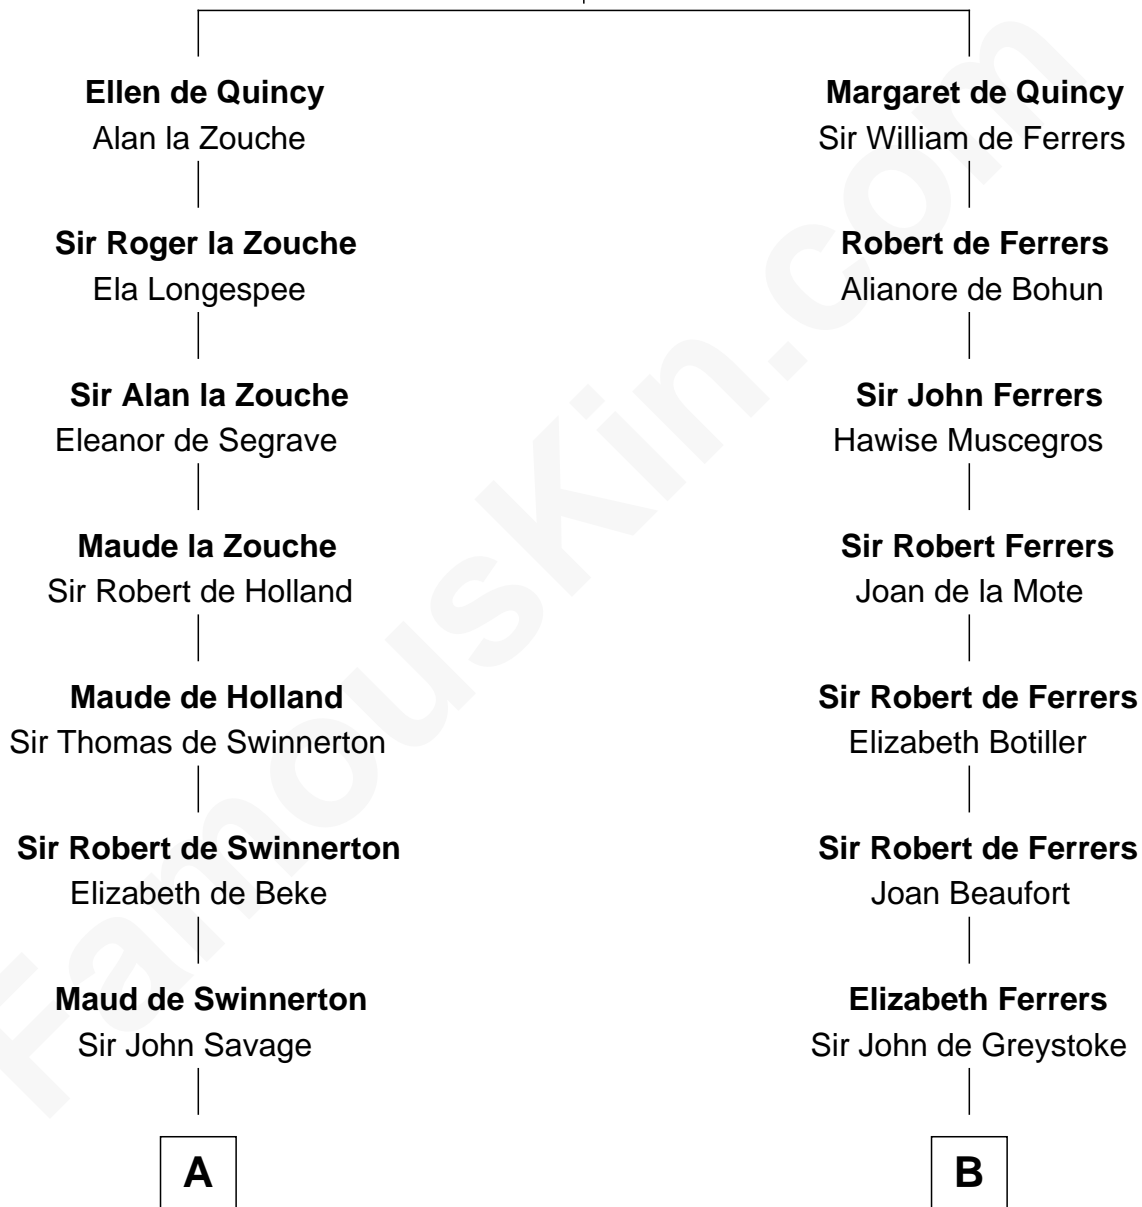 Ellen de Quincy
Alan la Zouche
Margaret de Quincy
Sir William de Ferrers
Sir Roger la Zouche
Ela Longespee
Robert de Ferrers
Alianore de Bohun
Sir Alan la Zouche
Eleanor de Segrave
Sir John Ferrers
Hawise Muscegros
Maude la Zouche
Sir Robert de Holland
Sir Robert Ferrers
Joan de la Mote
Maude de Holland
Sir Thomas de Swinnerton
Sir Robert de Ferrers
Elizabeth Botiller
Sir Robert de Swinnerton
Elizabeth de Beke
Sir Robert de Ferrers
Joan Beaufort
Maud de Swinnerton
Sir John Savage
Elizabeth Ferrers
Sir John de Greystoke
A
B
FamousKin.com